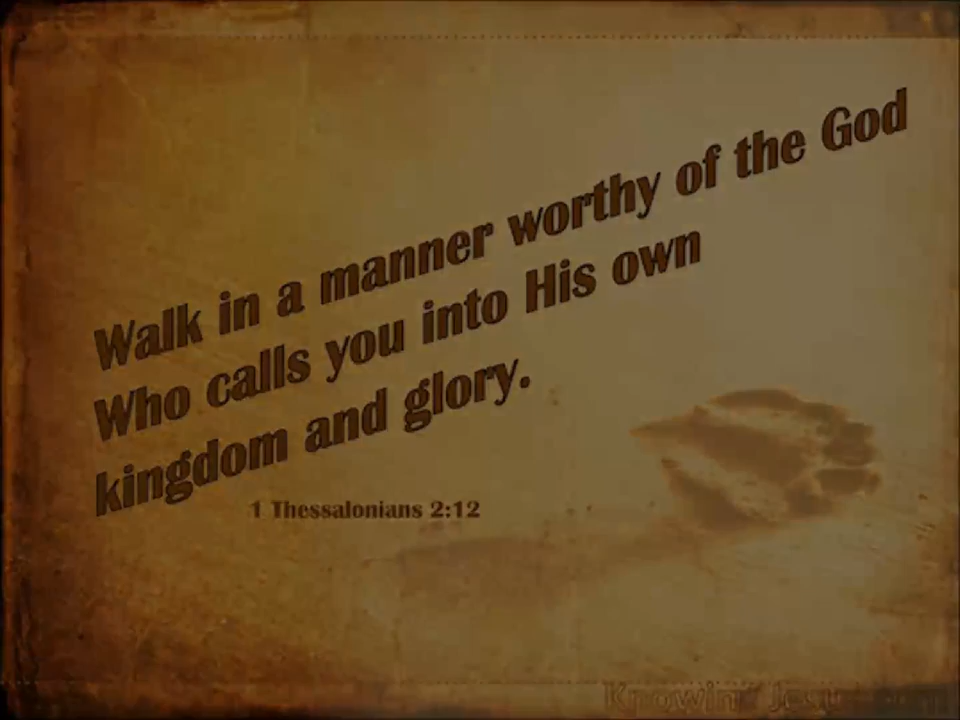 Walk in a manner worthy of the God
Who calls you into His own
kingdom and glory.
1 Thessalonians 2:12